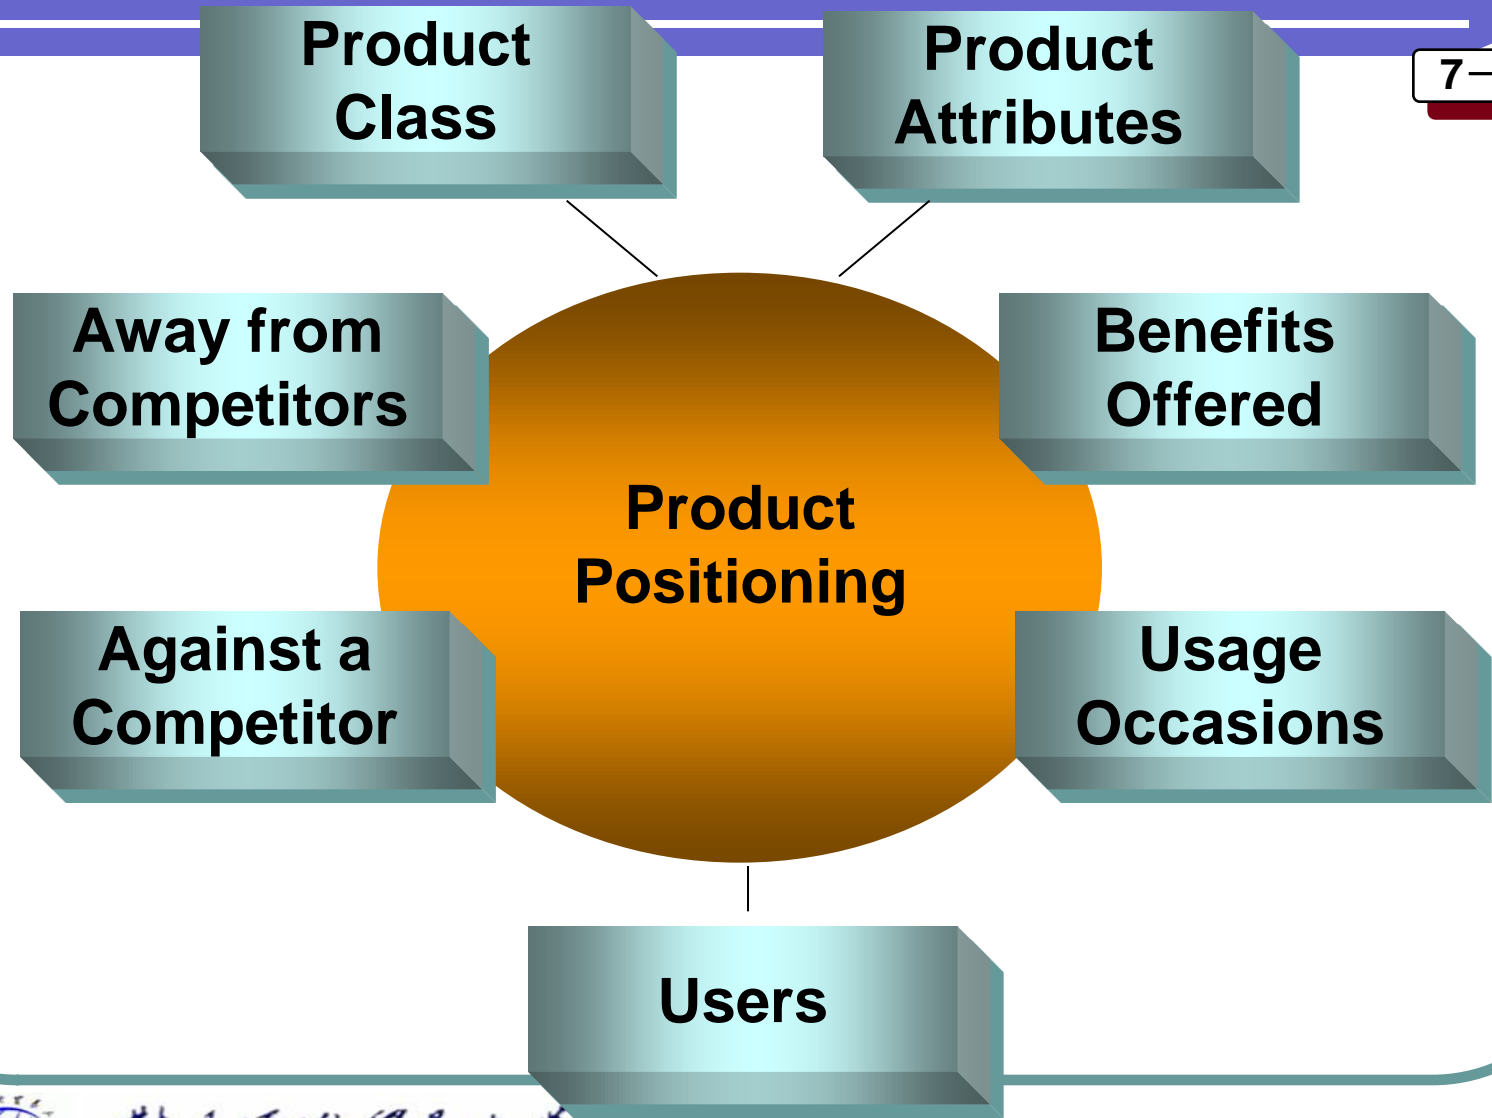 Product
Class
Product
Attributes
7–
Away from
Competitors
Benefits
Offered
Product
Positioning
Against a
Competitor
Usage
Occasions
Users